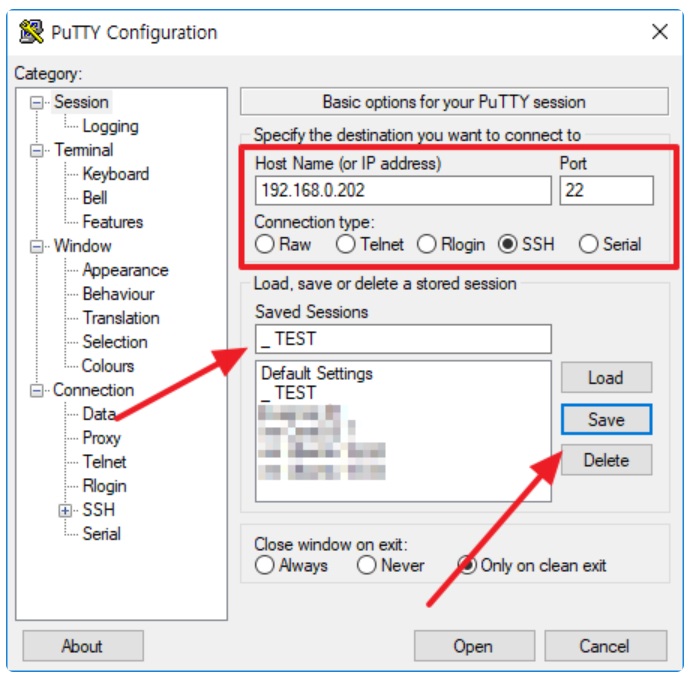 PuTTY Configuration
Category:
Session
Logging
Terminal
Keyboard
Bell
Features
Window
Appearance
Behaviour
Translation
Selection
Colours
Connection
Data
Proxy
Telnet
Rlogin
SSH
Serial
Basic options for your PuTTY session
Specify the destination you want to connect to
Host Name (or IP address) Port
192.168.0.202 22
Connection type:
Raw Telnet Rlogin SSH Serial
Load, save or delete a stored session
Saved Sessions
_ TEST
Default Settings
_ TEST
Load
Save
Delete
Close window on exit:
Always Never Only on clean exit
About Open Cancel